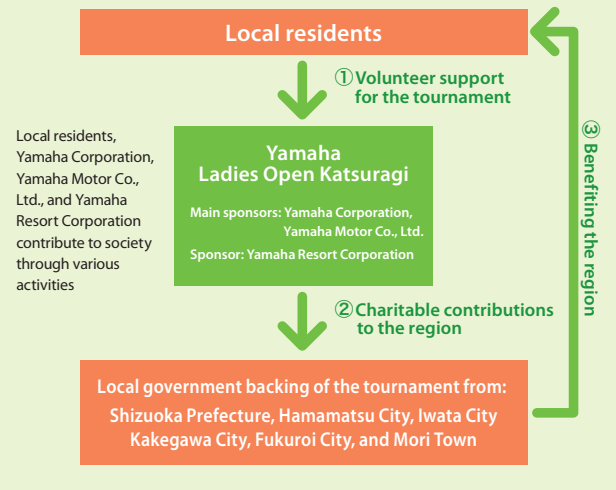 Local residents
①Volunteer support
for the tournament
Local residents,
Yamaha Corporation,
Yamaha Motor Co.,
Ltd., and Yamaha
Resort Corporation
contribute to society
through various
activities
Yamaha
Ladies Open Katsuragi
Main sponsors: Yamaha Corporation,
Yamaha Motor Co., Ltd.
Sponsor: Yamaha Resort Corporation
②Charitable contributions
to the region
③ Benefiting the region
Local government backing of the tournament from:
Shizuoka Prefecture, Hamamatsu City, Iwata City
Kakegawa City, Fukuroi City, and Mori Town